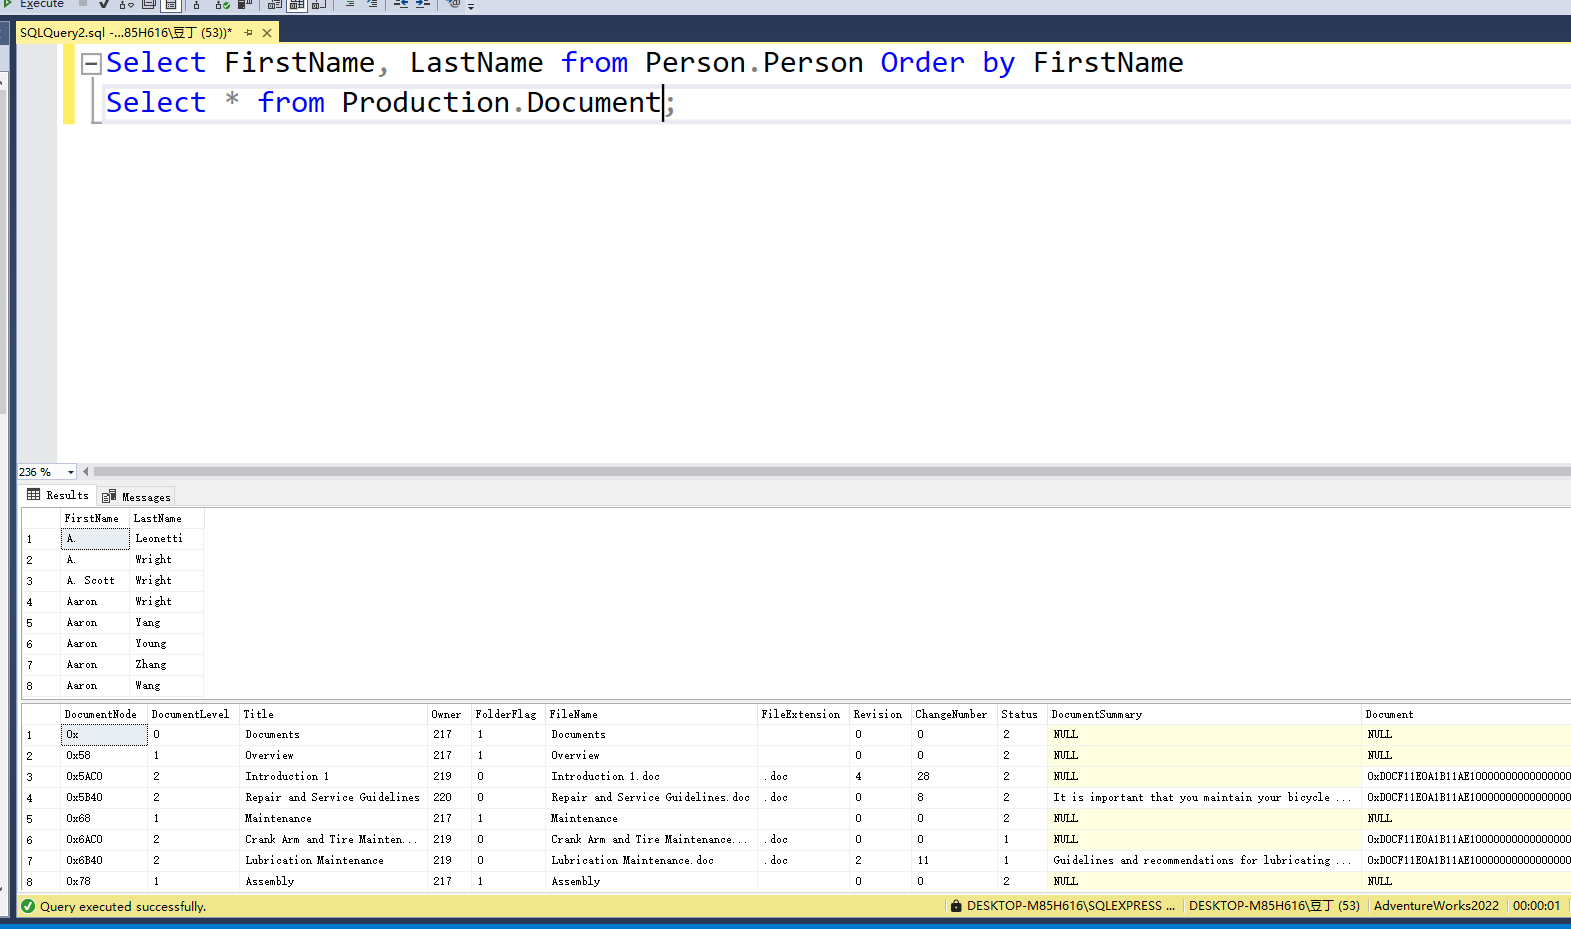 Execute
SQLQuery2.sql -...85H616\豆丁 (53))*
Select FirstName, LastName from Person.Person Order by FirstName
Select * from Production.Document;
236 %
Results Messages
FirstName LastName
1 A. Leonetti
2 A. Wright
3 A. Scott Wright
4 Aaron Wright
5 Aaron Yang
6 Aaron Young
7 Aaron Zhang
8 Aaron Wang
DocumentNode DocumentLevel Title Owner FolderFlag FileName FileExtension Revision ChangeNumber Status DocumentSummary Document
1 0x 0 Documents 217 1 Documents 0 0 2 NULL NULL
2 0x58 1 Overview 217 1 Overview 0 0 2 NULL NULL
3 0x5AC0 2 Introduction 1 219 0 Introduction 1.doc .doc 4 28 2 NULL 0xD0CF11E0A1B11AE10000000000000000
4 0x5B40 2 Repair and Service Guidelines 220 0 Repair and Service Guidelines.doc .doc 0 8 2 It is important that you maintain your bicycle ... 0xD0CF11E0A1B11AE10000000000000000
5 0x68 1 Maintenance 217 1 Maintenance 0 0 2 NULL NULL
6 0x6AC0 2 Crank Arm and Tire Mainten... 219 0 Crank Arm and Tire Maintenance... .doc 0 0 1 NULL 0xD0CF11E0A1B11AE10000000000000000
7 0x6B40 2 Lubrication Maintenance 219 0 Lubrication Maintenance.doc .doc 2 11 1 Guidelines and recommendations for lubricating ... 0xD0CF11E0A1B11AE10000000000000000
8 0x78 1 Assembly 217 1 Assembly 0 0 2 NULL NULL
Query executed successfully. DESKTOP-M85H616\SQLEXPRESS ... DESKTOP-M85H616\豆丁 (53) AdventureWorks2022 00:00:01